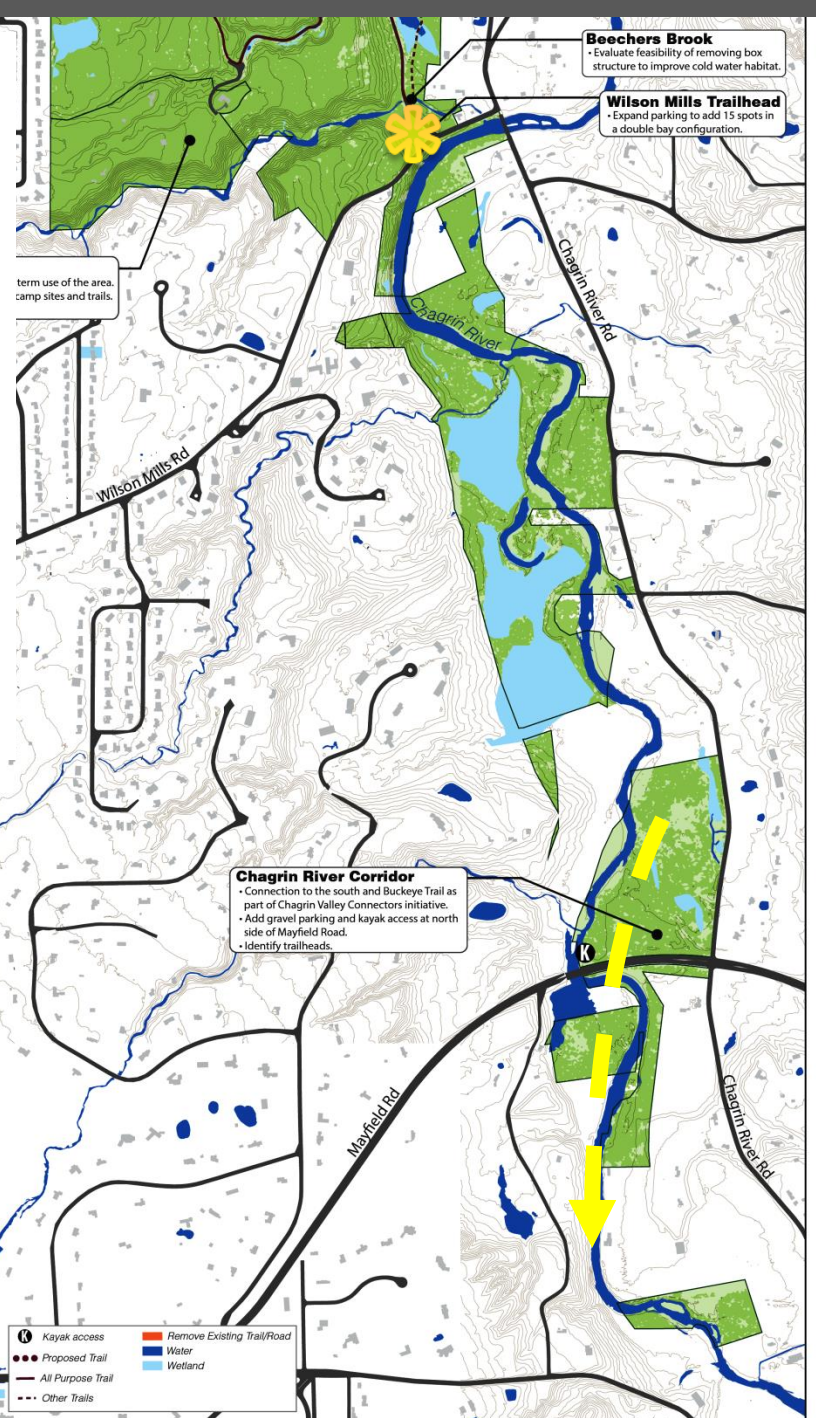 Beechers Brook
• Evaluate feasibility of removing box
structure to improve cold water habitat.
Wilson Mills Trailhead
• Expand parking to add 15 spots in
a double bay configuration.
term use of the area.
camp sites and trails.
Chagrin River Rd
Chagrin River
Wilson Mills Rd
Chagrin River Corridor
• Connection to the south and Buckeye Trail as
part of Chagrin Valley Connectors initiative.
• Add gravel parking and kayak access at north
side of Mayfield Road.
• Identify trailheads.
K
Mayfield Rd
Chagrin River Rd
K Kayak access
Proposed Trail
All Purpose Trail
Other Trails
Remove Existing Trail/Road
Water
Wetland